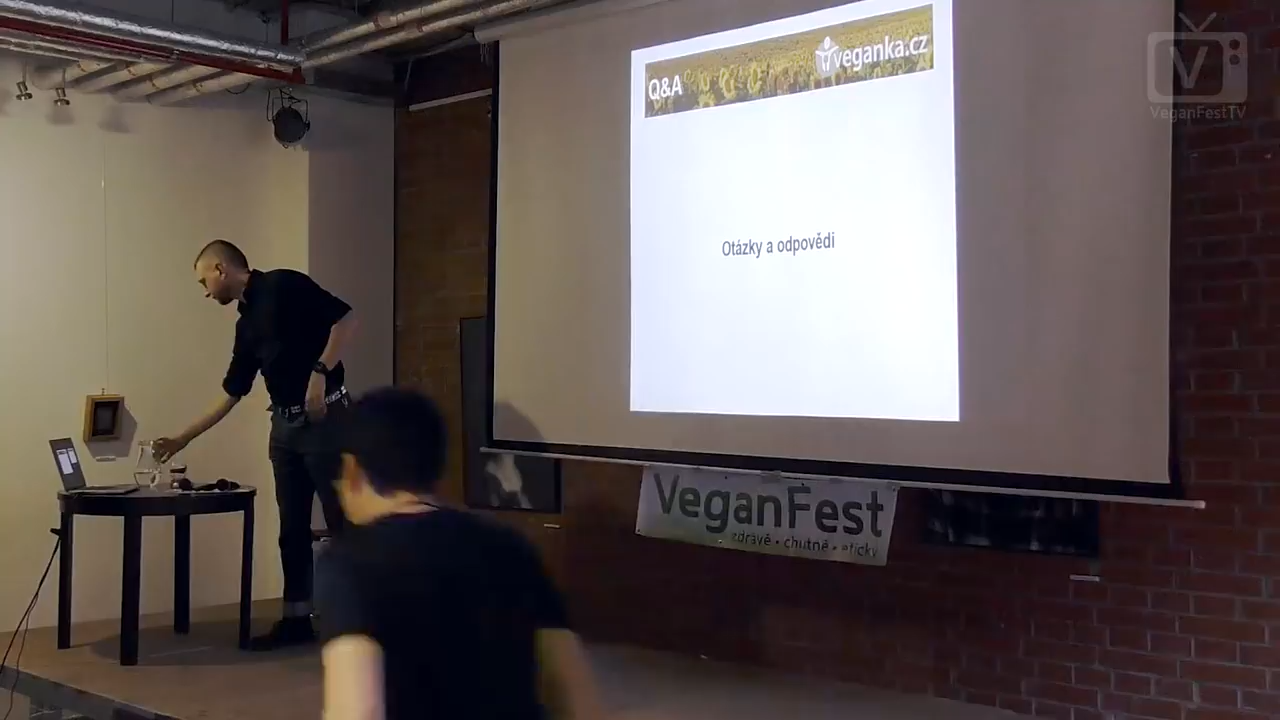 Q&A
veganka.cz
Otázky a odpovědi
V
VeganFestTV
VeganFest
zdravě • chutně • eticky